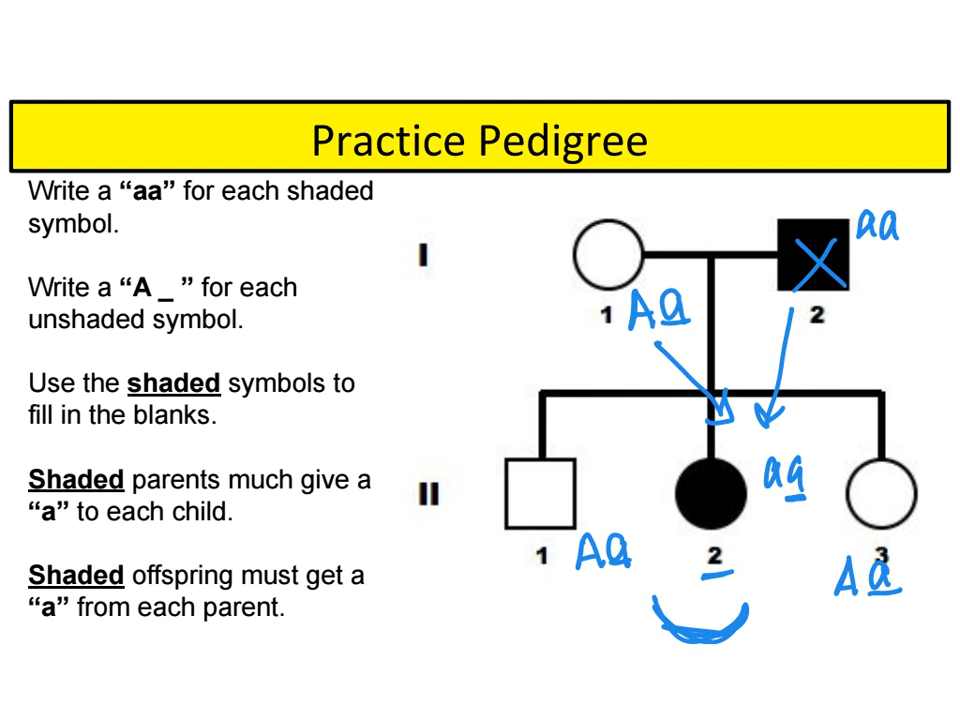 Practice Pedigree
Write a “aa” for each shaded
symbol.
Write a “A _ ” for each
unshaded symbol.
Use the shaded symbols to
fill in the blanks.
Shaded parents much give a
“a” to each child.
Shaded offspring must get a
“a” from each parent.
I
aa
1 Aa
2
II
aa
1 Aa
2
3
Aa